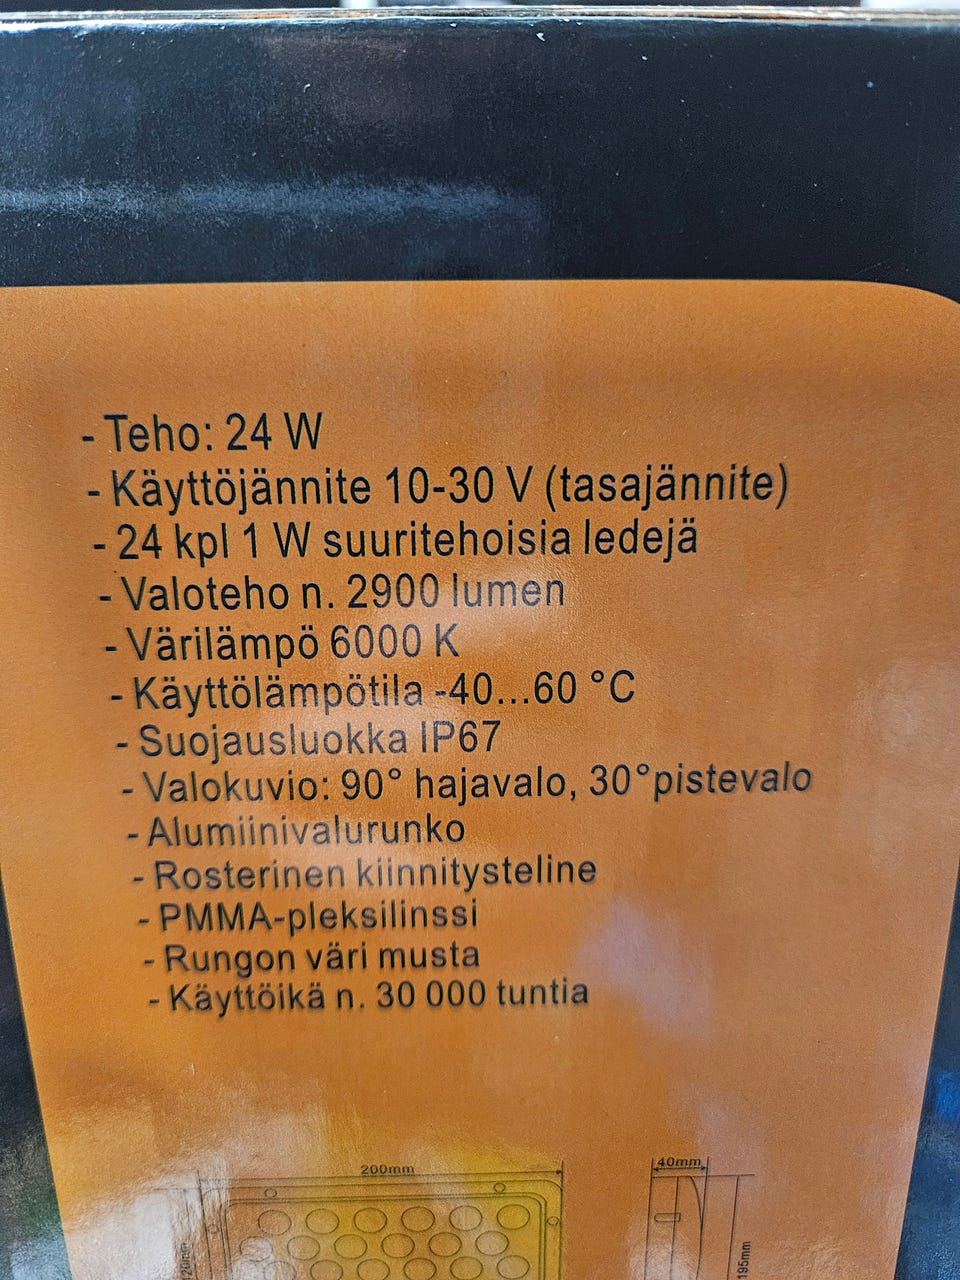 - Teho: 24 W
- Käyttöjännite 10-30 V (tasajännite)
- 24 kpl 1 W suuritehoisia ledejä
- Valoteho n. 2900 lumen
- Värilämpö 6000 K
- Käyttölämpötila -40...60 °C
- Suojausluokka IP67
- Valokuvio: 90° hajavalo, 30°pistevalo
- Alumiinivalurunko
- Rosterinen kiinnitysteline
- PMMA-pleksilinssi
- Rungon väri musta
- Käyttöikä n. 30 000 tuntia
200mm
40mm
120mm
195mm